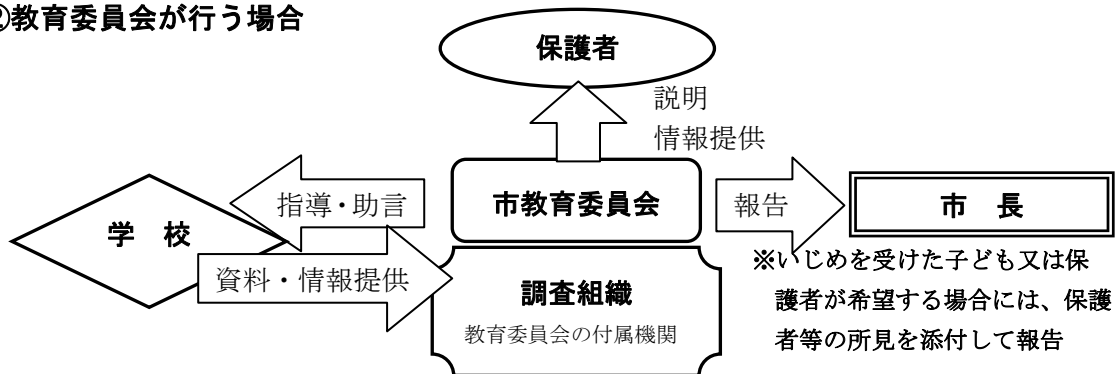 ②教育委員会が行う場合
保護者
説明
情報提供
指導・助言
市教育委員会
報告
市　長
学　校
資料・情報提供
調査組織
教育委員会の付属機関
※いじめを受けた子ども又は保
護者が希望する場合には、保護
者等の所見を添付して報告